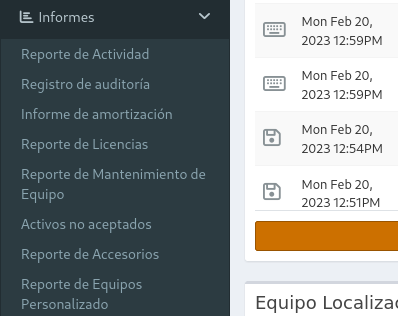 Informes
Reporte de Actividad
Registro de auditoría
Informe de amortización
Reporte de Licencias
Reporte de Mantenimiento de
Equipo
Activos no aceptados
Reporte de Accesorios
Reporte de Equipos
Personalizado
Mon Feb 20,
2023 12:59PM
Mon Feb 20,
2023 12:59PM
Mon Feb 20,
2023 12:54PM
Mon Feb 20,
2023 12:51PM
Equipo Localizac